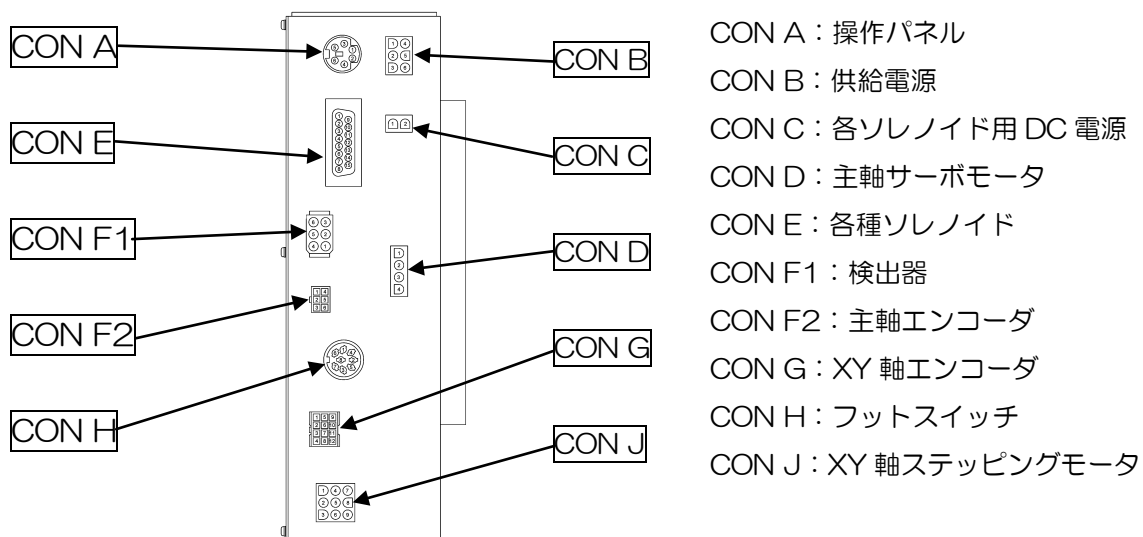 CON A
CON E
CON F1
CON F2
CON H
CON B
CON C
CON D
CON G
CON J
CON A：操作パネル
CON B：供給電源
CON C：各ソレノイド用 DC 電源
CON D：主軸サーボモータ
CON E：各種ソレノイド
CON F1：検出器
CON F2：主軸エンコーダ
CON G：XY 軸エンコーダ
CON H：フットスイッチ
CON J：XY 軸ステッピングモータ